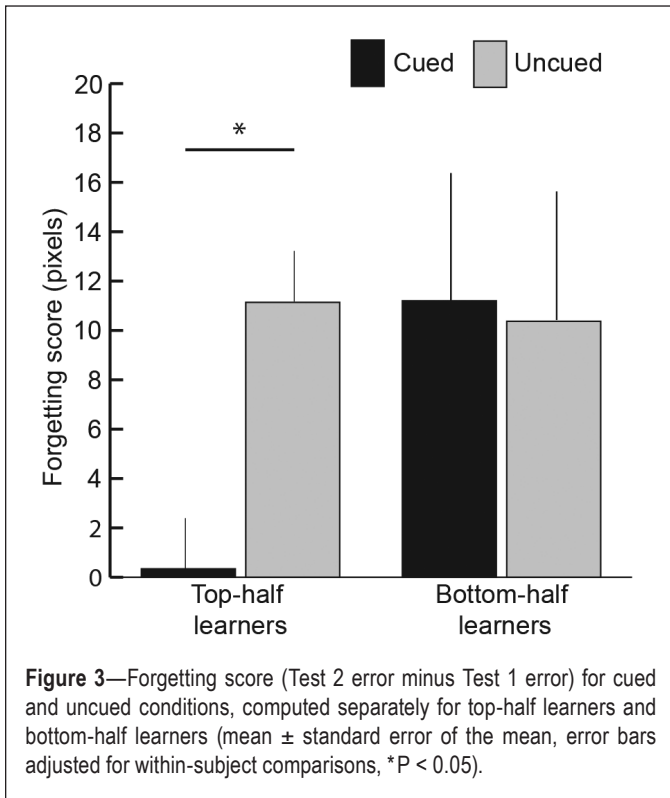 Cued Uncued
20
18
16
14
12
10
8
6
4
2
0
Forgetting score (pixels)
*
Top-half
learners
Bottom-half
learners
Figure 3—Forgetting score (Test 2 error minus Test 1 error) for cued
and uncued conditions, computed separately for top-half learners and
bottom-half learners (mean ± standard error of the mean, error bars
adjusted for within-subject comparisons, *P < 0.05).